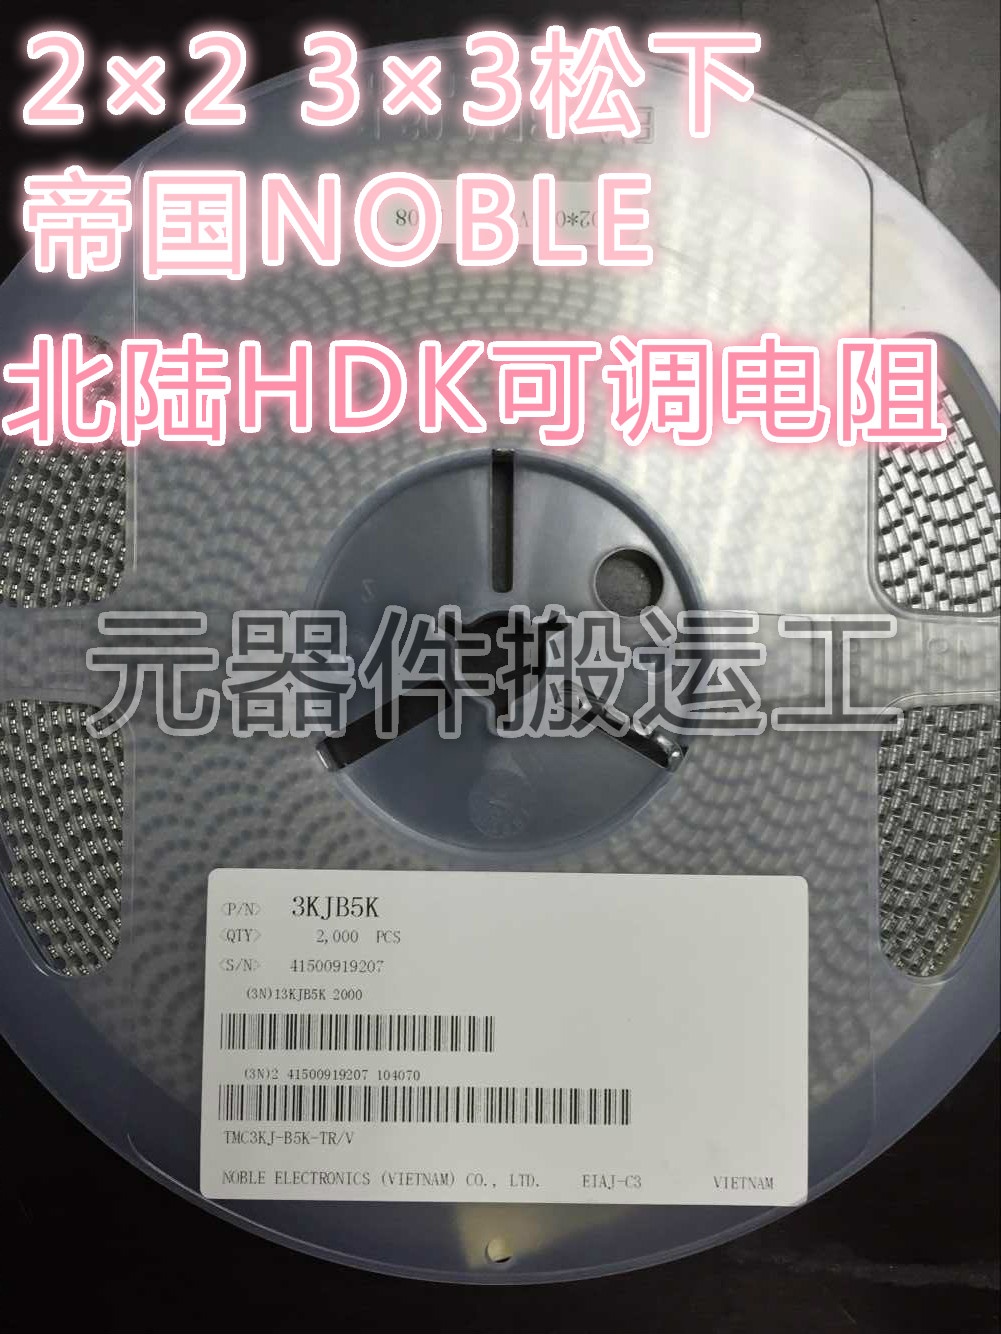 2×2 3×3松下
帝国NOBLE
北陆HDK可调电阻
元器件搬运工
<P/N> 3KJB5K
<QTY> 2,000 PCS
<S/N> 41500919207
(3N)13KJB5K 2000
(3N)2 41500919207 104070
TMC3KJ-B5K-TR/V
NOBLE ELECTRONICS (VIETNAM) CO., LTD. EIAJ-C3 VIETNAM